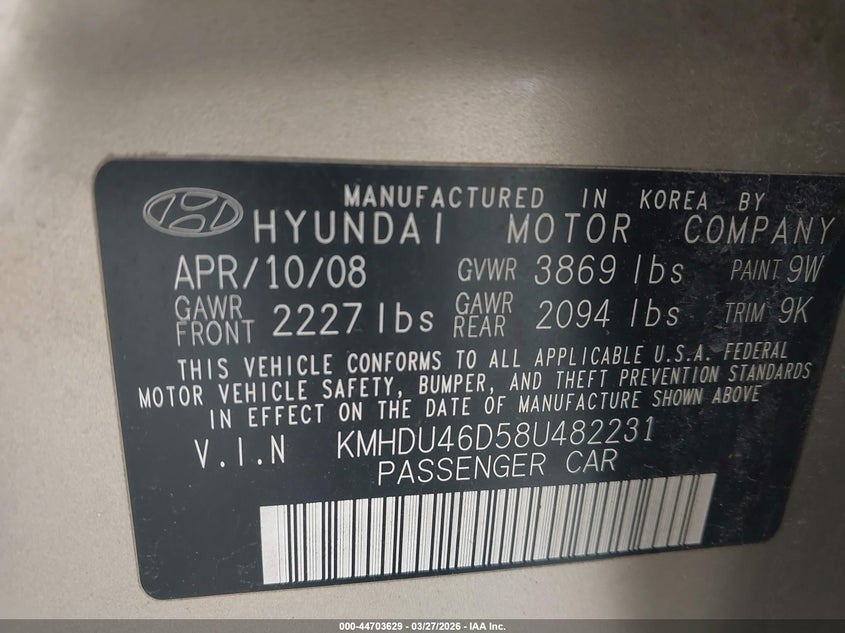 MANUFACTURED IN KOREA BY
HYUNDAI MOTOR COMPANY
APR/10/08 GVWR 3869 lbs PAINT 9W
GAWR FRONT 2227 lbs GAWR REAR 2094 lbs TRIM 9K
THIS VEHICLE CONFORMS TO ALL APPLICABLE U.S.A. FEDERAL
MOTOR VEHICLE SAFETY, BUMPER, AND THEFT PREVENTION STANDARDS
IN EFFECT ON THE DATE OF MANUFACTURE SHOWN ABOVE
V.I.N KMHDU46D58U482231
PASSENGER CAR
000-44703629 - 03/27/2026 - IAA Inc.